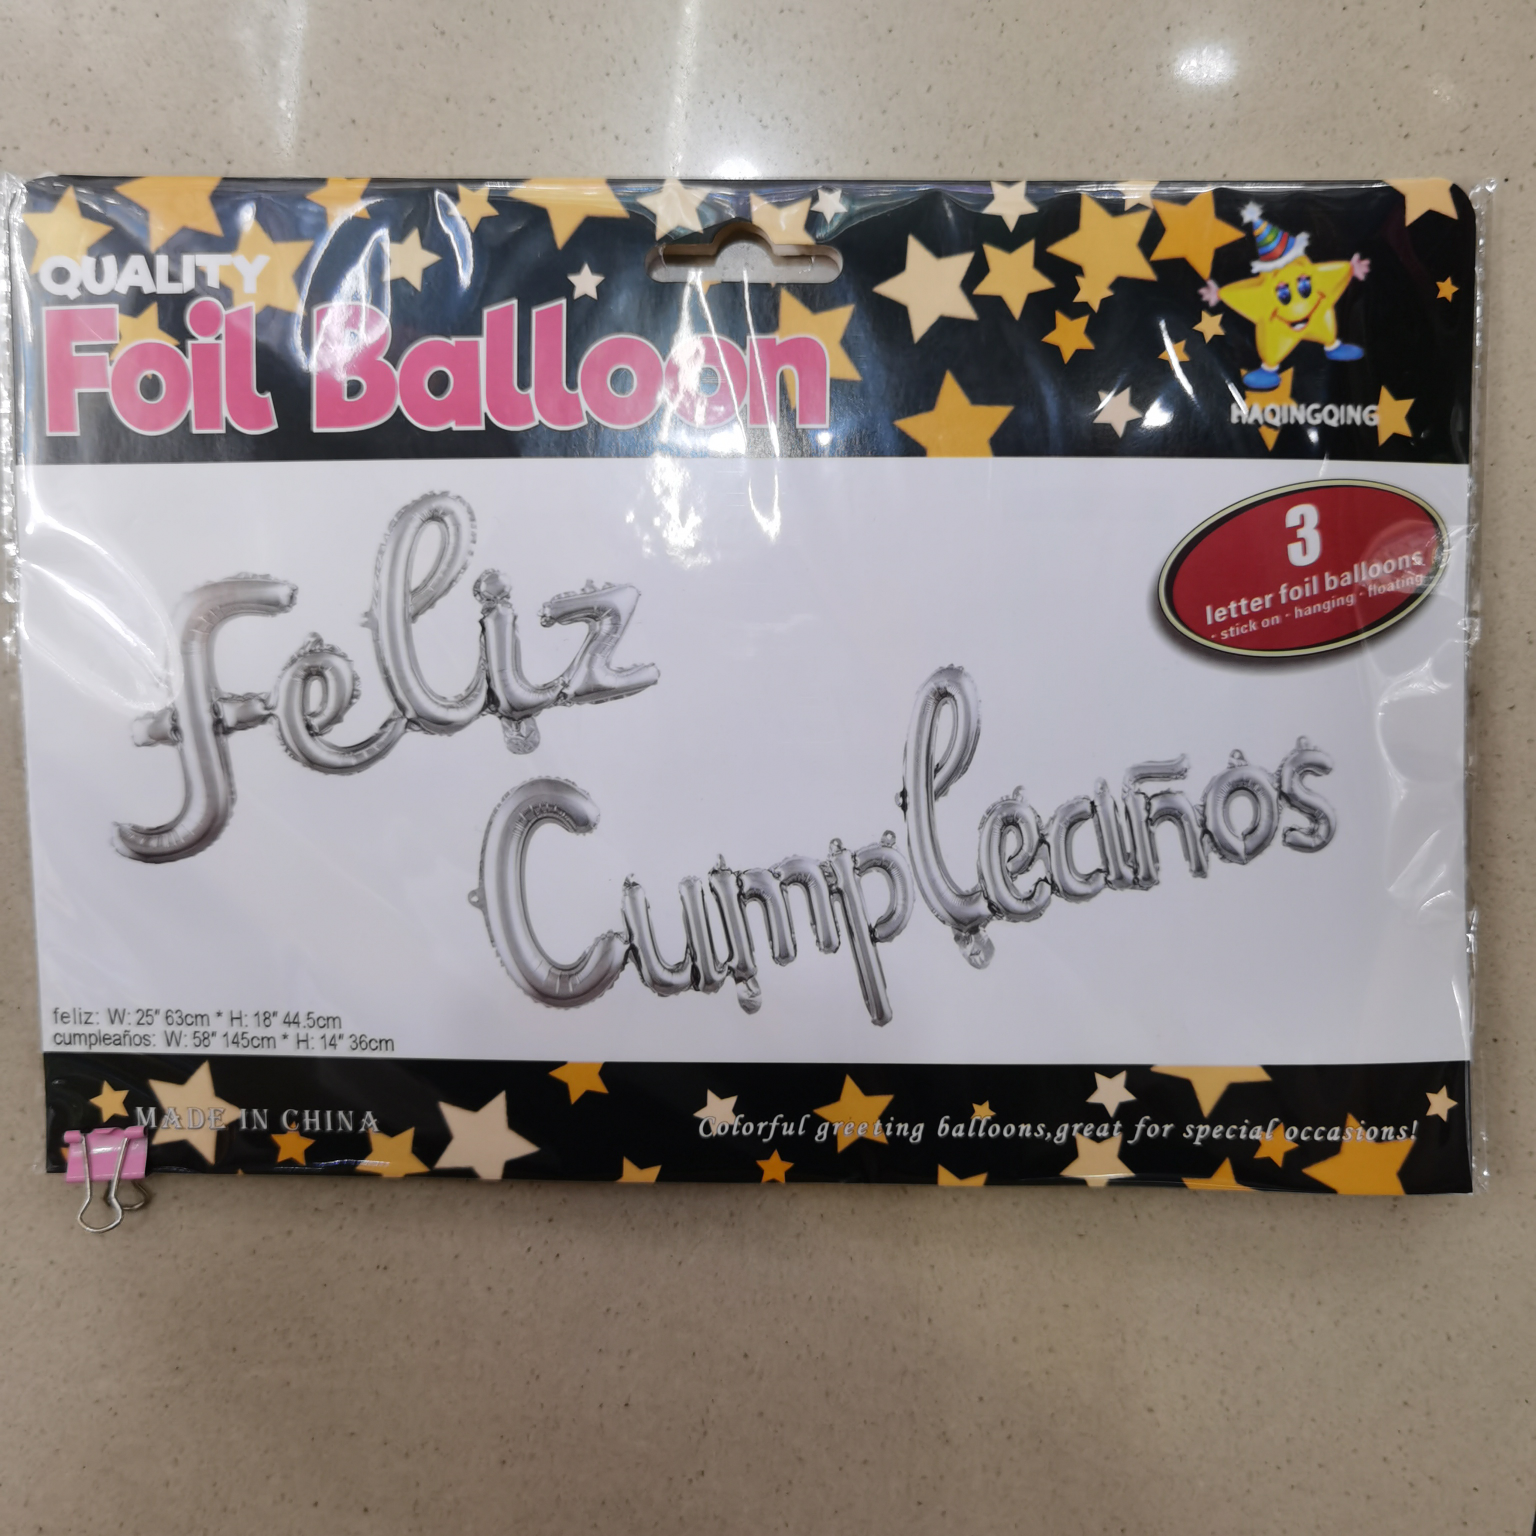 QUALITY
Foil Balloon
HAQINGQING
3
letter foil balloons
- stick on - hanging - floating
feliz
Cumpleaños
feliz: W: 25" 63cm * H: 18" 44.5cm
cumpleaños: W: 58" 145cm * H: 14" 36cm
MADE IN CHINA
Colorful greeting balloons,great for special occasions!